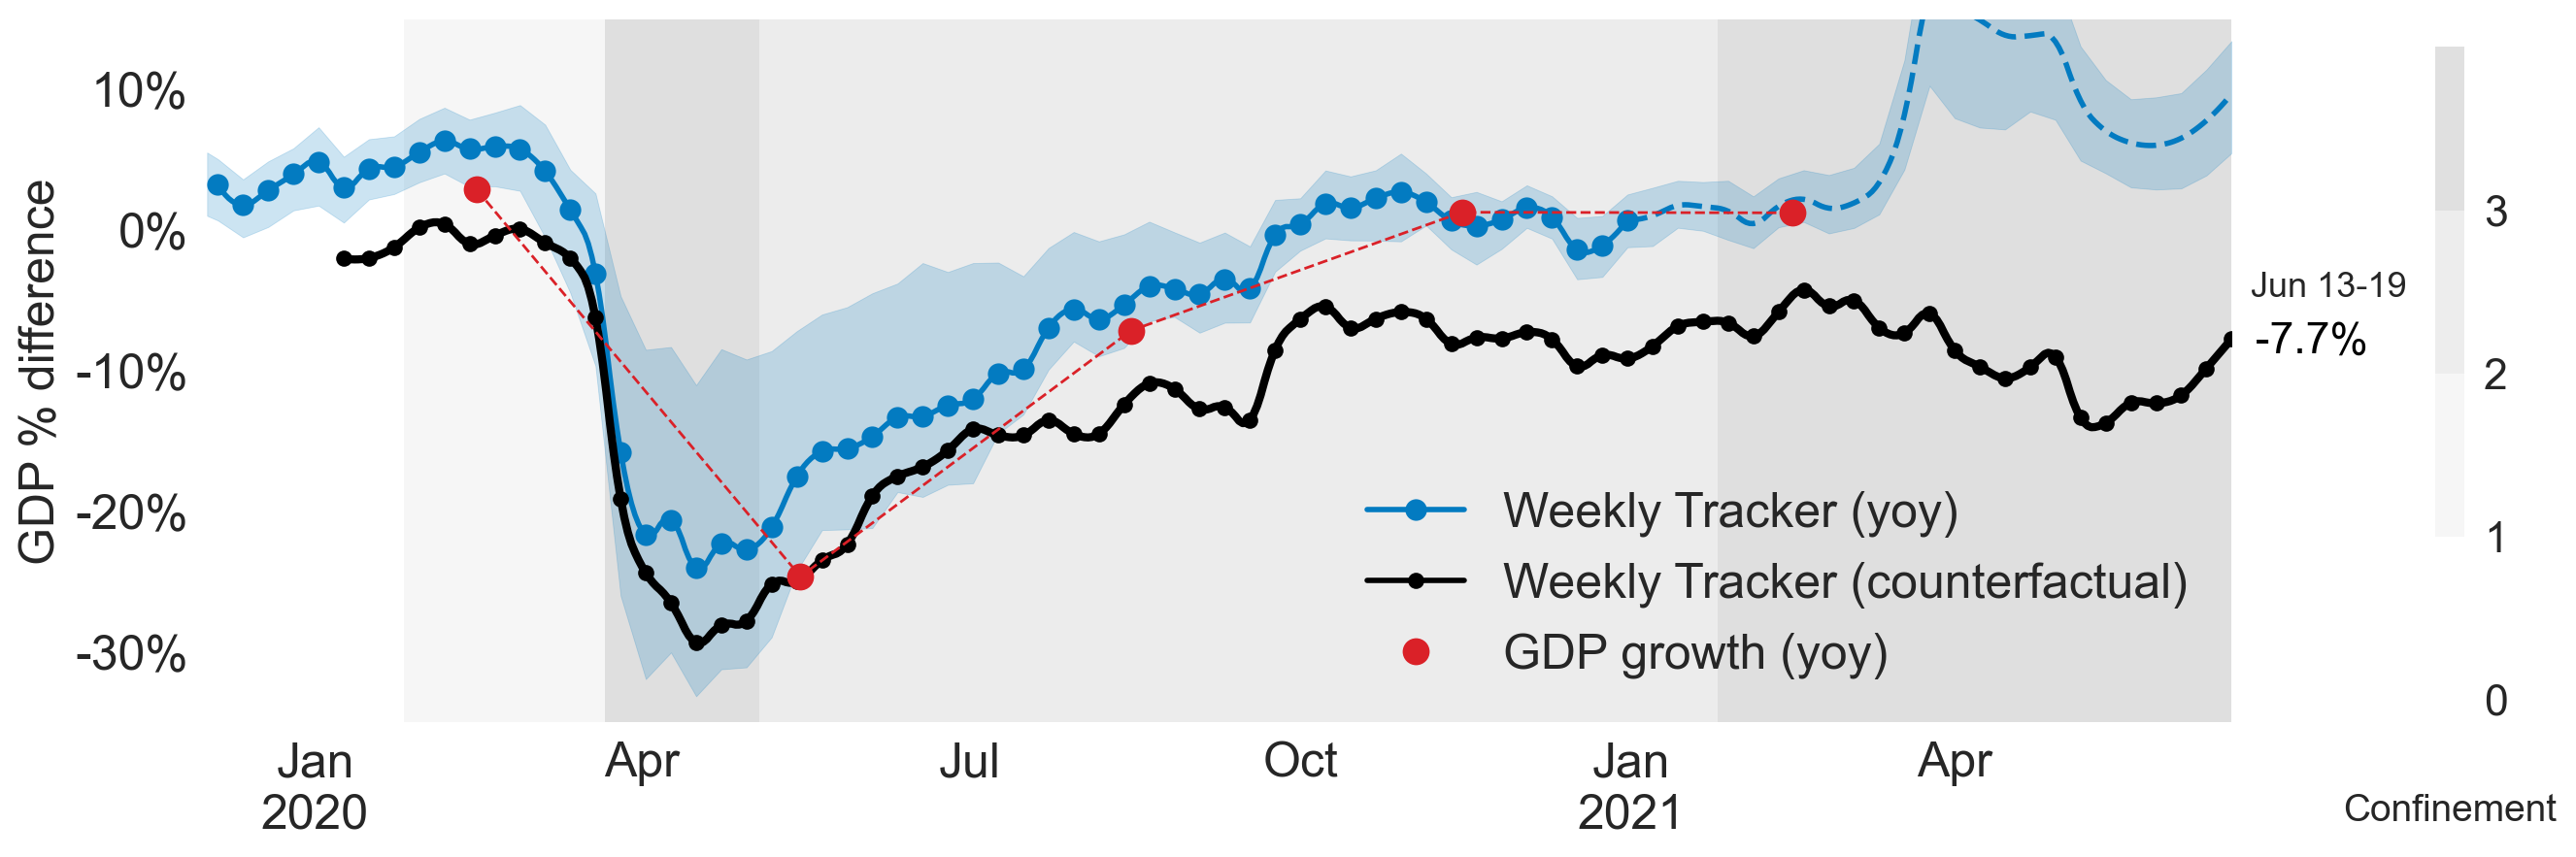 GDP % difference
10%
0%
-10%
-20%
-30%
Jan
2020
Apr
Jul
Oct
Jan
2021
Apr
Weekly Tracker (yoy)
Weekly Tracker (counterfactual)
GDP growth (yoy)
Jun 13-19
-7.7%
3
2
1
0
Confinement